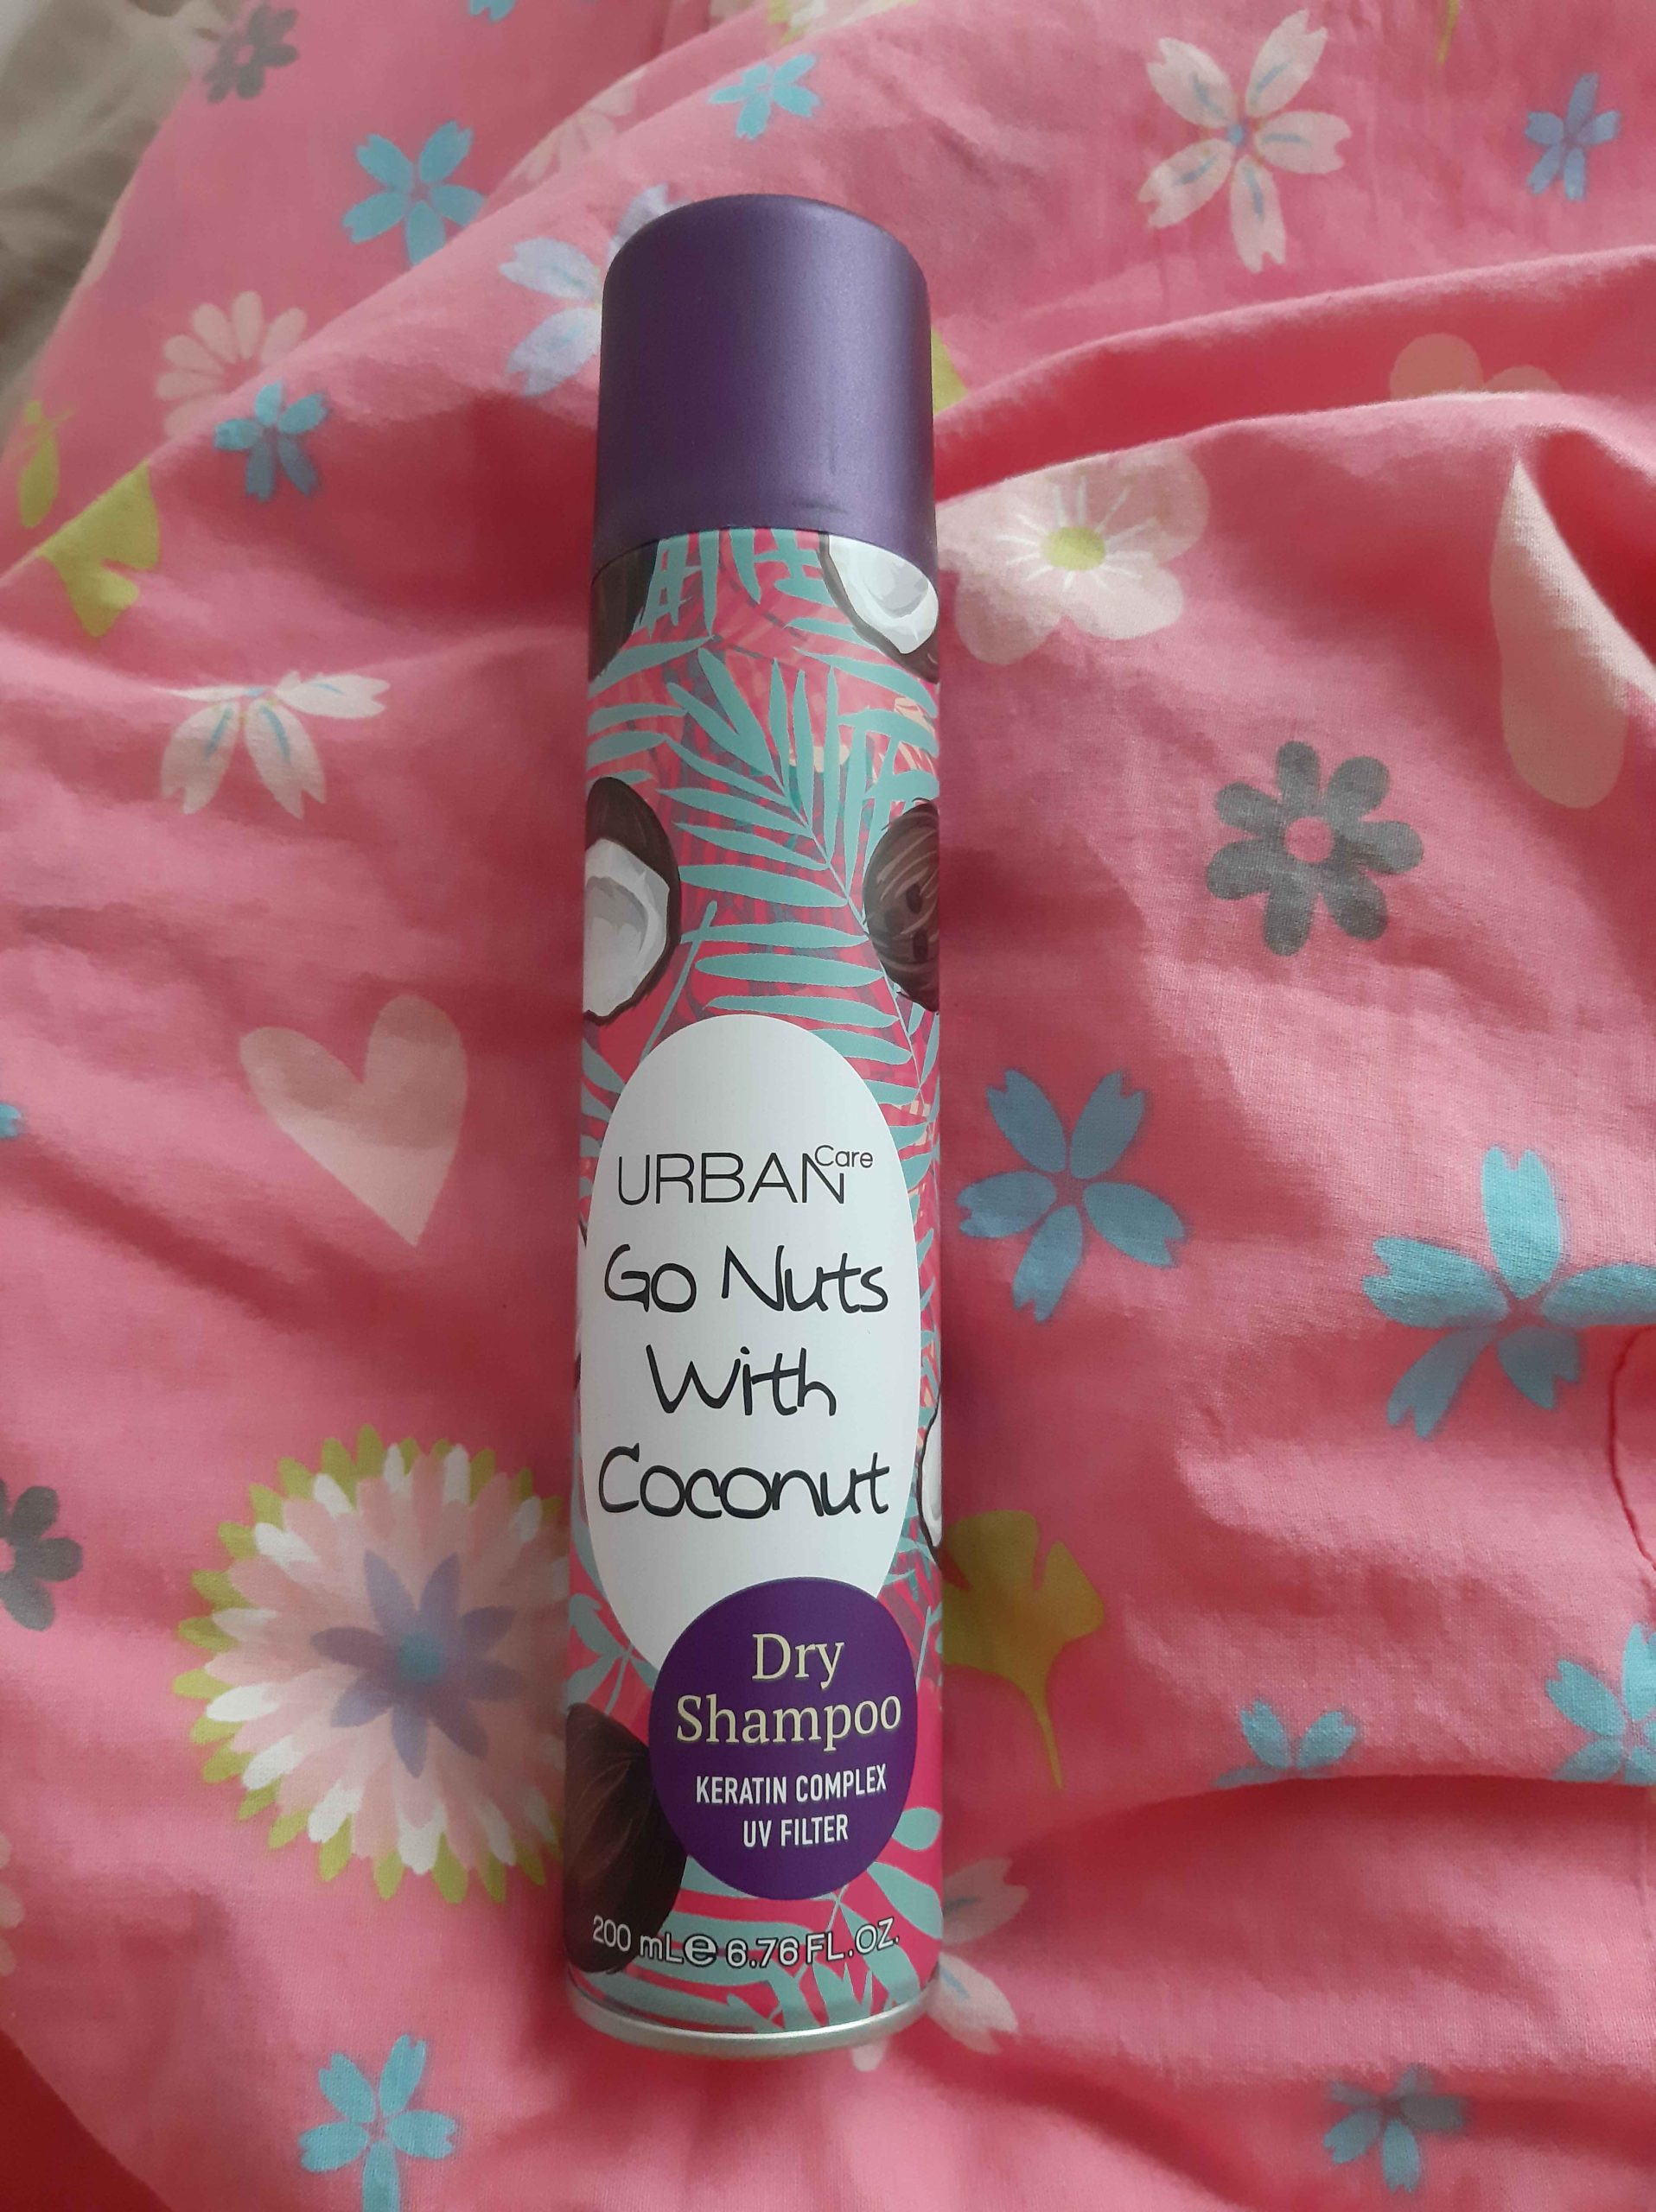 URBAN Care
Go Nuts
With
Coconut
Dry
Shampoo
KERATIN COMPLEX
UV FILTER
200 mL e 6.76 FL.OZ.